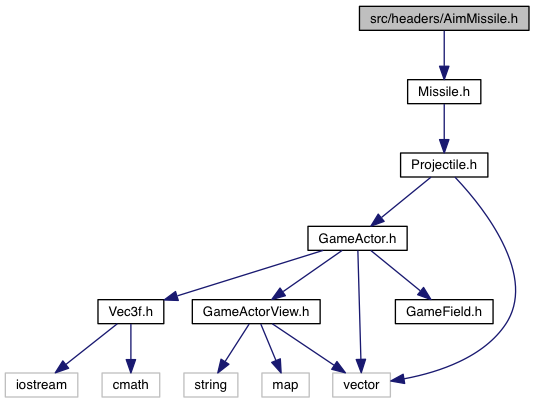 src/headers/AimMissile.h
Missile.h
Projectile.h
GameActor.h
Vec3f.h
GameActorView.h
GameField.h
iostream
cmath
string
map
vector